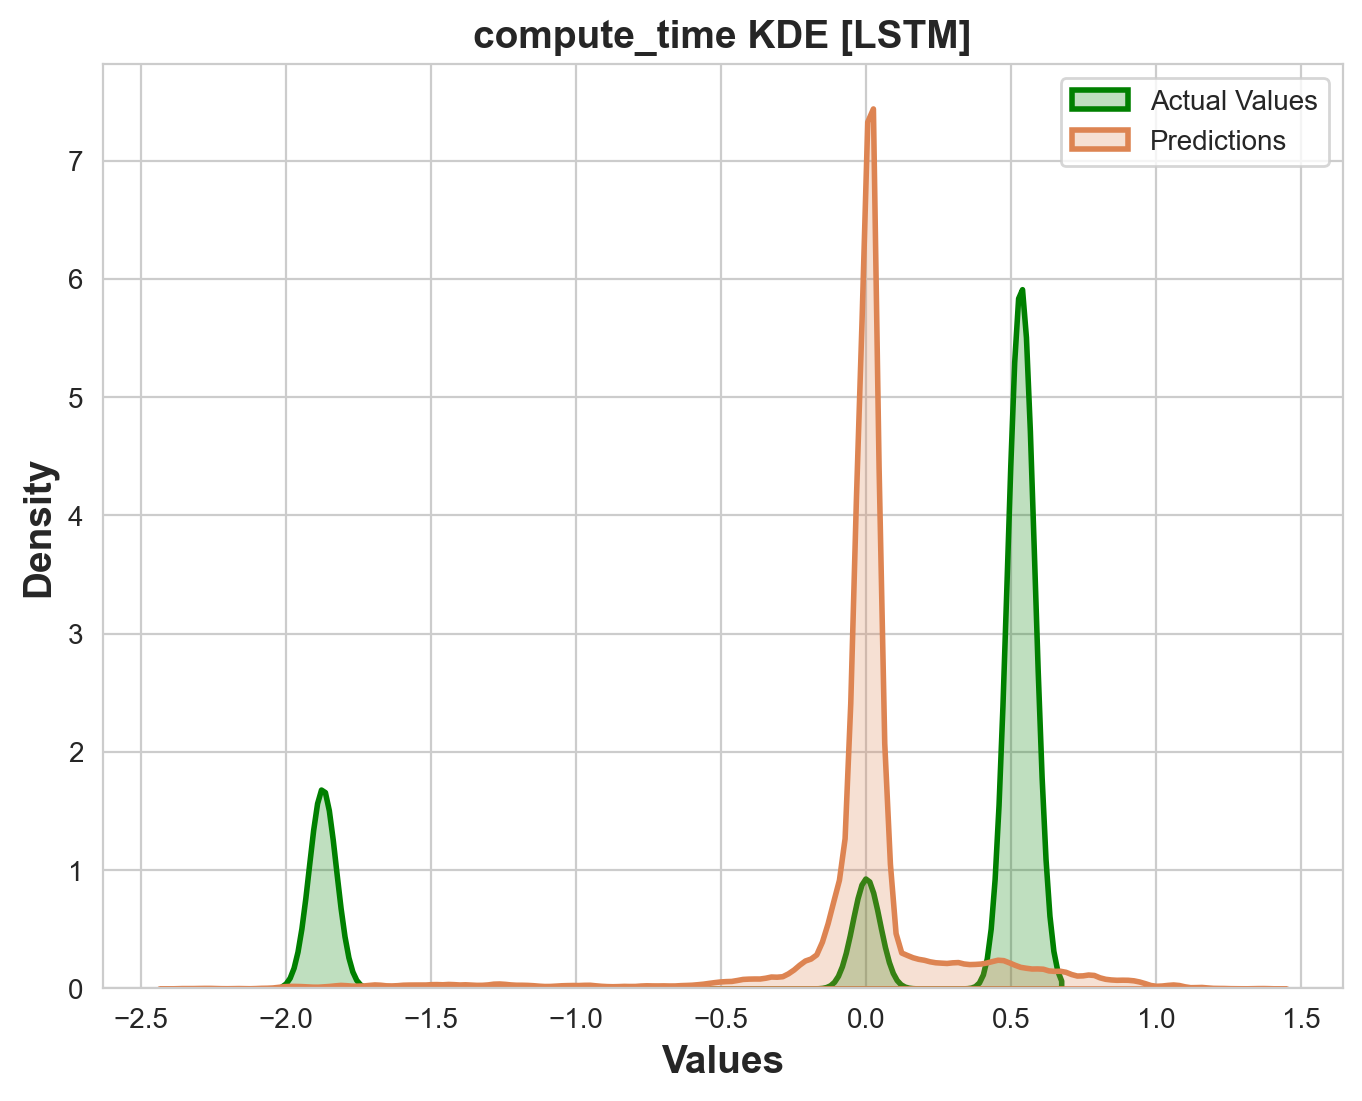 compute_time KDE [LSTM]
Actual Values
Predictions
Density
7
6
5
4
3
2
1
0
−2.5 −2.0 −1.5 −1.0 −0.5 0.0 0.5 1.0 1.5
Values